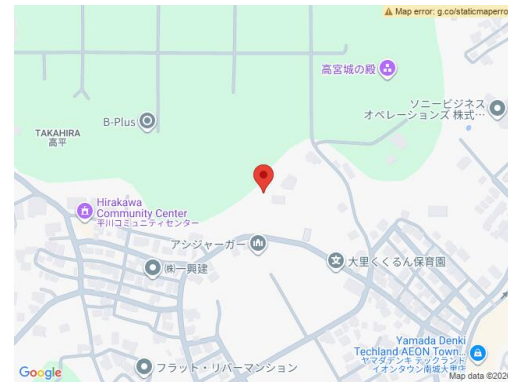 Map error: g.co/staticmaperro
高宮城の殿
ソニービジネス
オペレーションズ 株式…
B-Plus
TAKAHIRA
高平
Hirakawa
Community Center
平川コミュニティセンター
アシジャーガー
㈱一興建
大里くくるん保育園
Yamada Denki
Techland AEON Town...
ヤマダデンキ テックランド
イオンタウン南城大里店
フラット・リバーマンション
Google
Map data ©2026